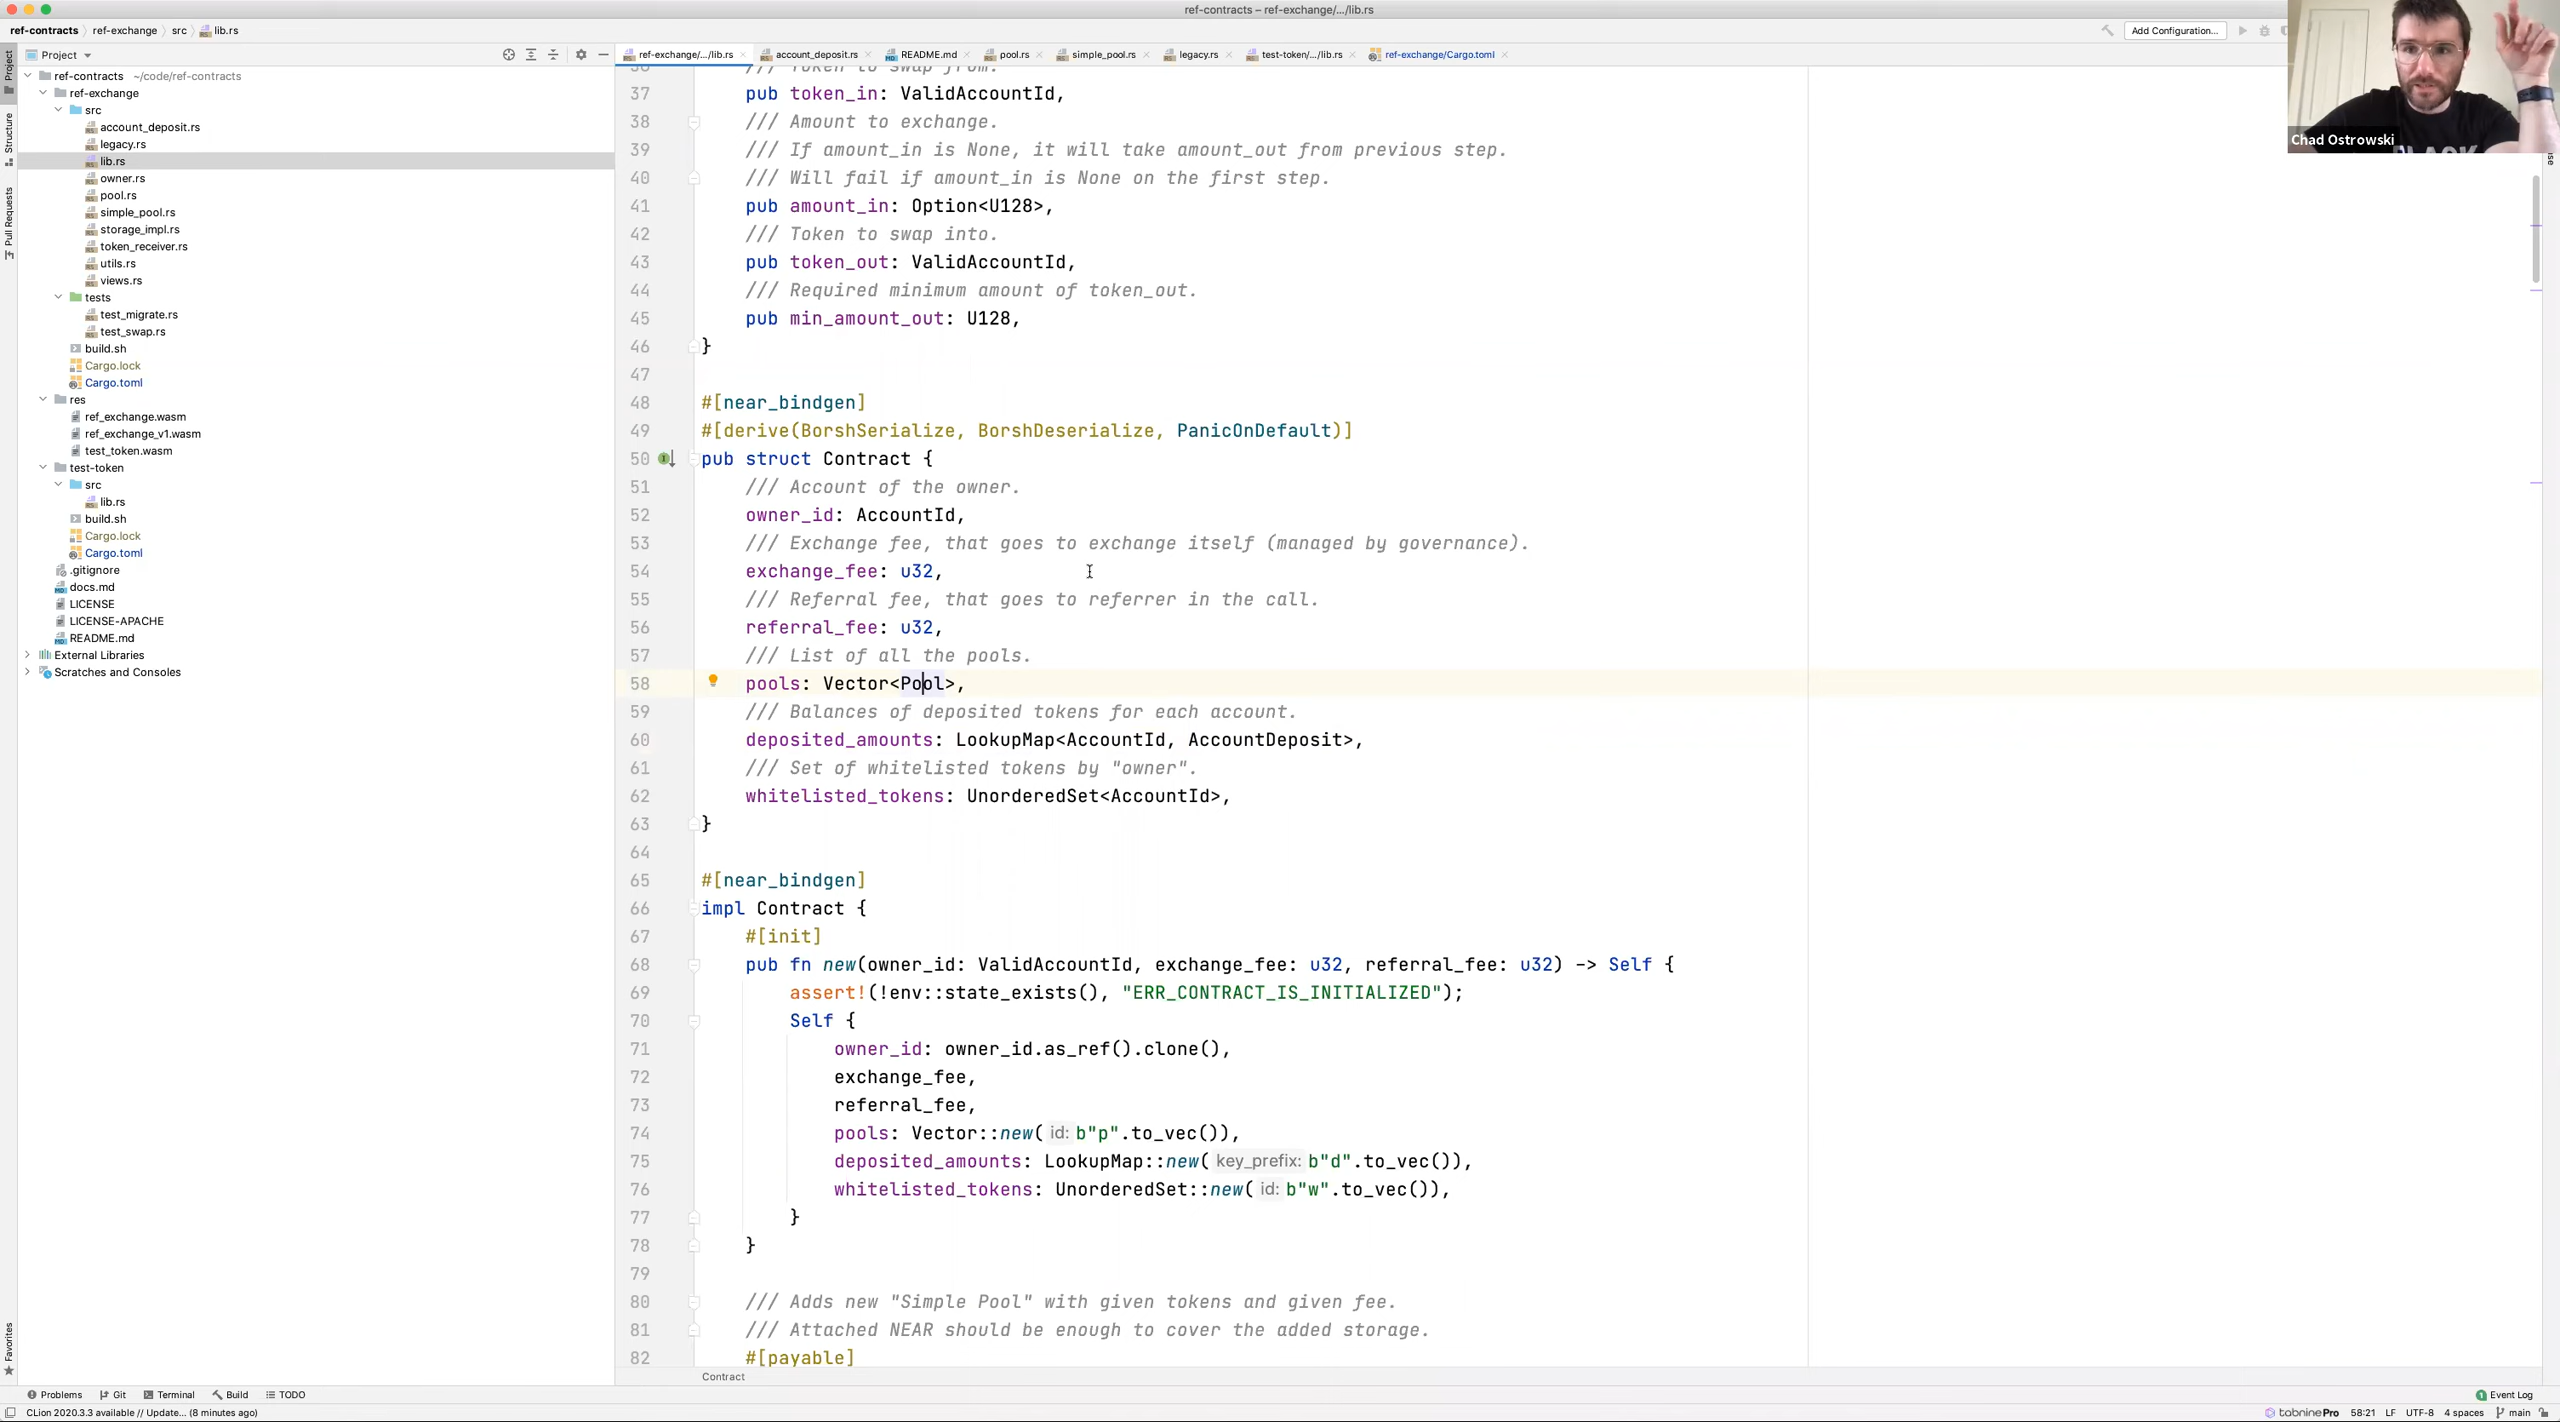 ref-contracts – ref-exchange/.../lib.rs
ref-contracts › ref-exchange › src › lib.rs
Add Configuration...
Project
ref-exchange/.../lib.rs
account_deposit.rs
README.md
pool.rs
simple_pool.rs
legacy.rs
test-token/.../lib.rs
ref-exchange/Cargo.toml
Project
Structure
Pull Requests
Favorites
ref-contracts ~/code/ref-contracts
ref-exchange
src
account_deposit.rs
legacy.rs
lib.rs
owner.rs
pool.rs
simple_pool.rs
storage_impl.rs
token_receiver.rs
utils.rs
views.rs
tests
test_migrate.rs
test_swap.rs
build.sh
Cargo.lock
Cargo.toml
res
ref_exchange.wasm
ref_exchange_v1.wasm
test_token.wasm
test-token
src
lib.rs
build.sh
Cargo.lock
Cargo.toml
.gitignore
docs.md
LICENSE
LICENSE-APACHE
README.md
External Libraries
Scratches and Consoles
36 /// Token to swap from.
37 pub token_in: ValidAccountId,
38 /// Amount to exchange.
39 /// If amount_in is None, it will take amount_out from previous step.
40 /// Will fail if amount_in is None on the first step.
41 pub amount_in: Option<U128>,
42 /// Token to swap into.
43 pub token_out: ValidAccountId,
44 /// Required minimum amount of token_out.
45 pub min_amount_out: U128,
46 }
47
48 #[near_bindgen]
49 #[derive(BorshSerialize, BorshDeserialize, PanicOnDefault)]
50 pub struct Contract {
51 /// Account of the owner.
52 owner_id: AccountId,
53 /// Exchange fee, that goes to exchange itself (managed by governance).
54 exchange_fee: u32,
55 /// Referral fee, that goes to referrer in the call.
56 referral_fee: u32,
57 /// List of all the pools.
58 pools: Vector<Pool>,
59 /// Balances of deposited tokens for each account.
60 deposited_amounts: LookupMap<AccountId, AccountDeposit>,
61 /// Set of whitelisted tokens by "owner".
62 whitelisted_tokens: UnorderedSet<AccountId>,
63 }
64
65 #[near_bindgen]
66 impl Contract {
67 #[init]
68 pub fn new(owner_id: ValidAccountId, exchange_fee: u32, referral_fee: u32) -> Self {
69 assert!(!env::state_exists(), "ERR_CONTRACT_IS_INITIALIZED");
70 Self {
71 owner_id: owner_id.as_ref().clone(),
72 exchange_fee,
73 referral_fee,
74 pools: Vector::new( id: b"p".to_vec()),
75 deposited_amounts: LookupMap::new( key_prefix: b"d".to_vec()),
76 whitelisted_tokens: UnorderedSet::new( id: b"w".to_vec()),
77 }
78 }
79
80 /// Adds new "Simple Pool" with given tokens and given fee.
81 /// Attached NEAR should be enough to cover the added storage.
82 #[payable]
Contract
Chad Ostrowski
Problems Git Terminal Build TODO
1 Event Log
CLion 2020.3.3 available // Update... (8 minutes ago)
tabninePro 58:21 LF UTF-8 4 spaces main